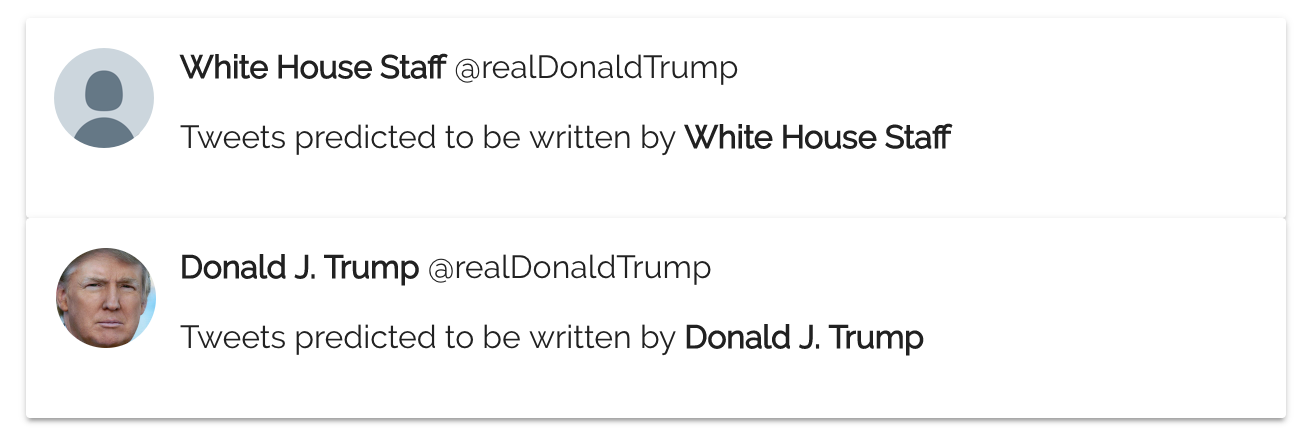 White House Staff @realDonaldTrump
Tweets predicted to be written by White House Staff
Donald J. Trump @realDonaldTrump
Tweets predicted to be written by Donald J. Trump